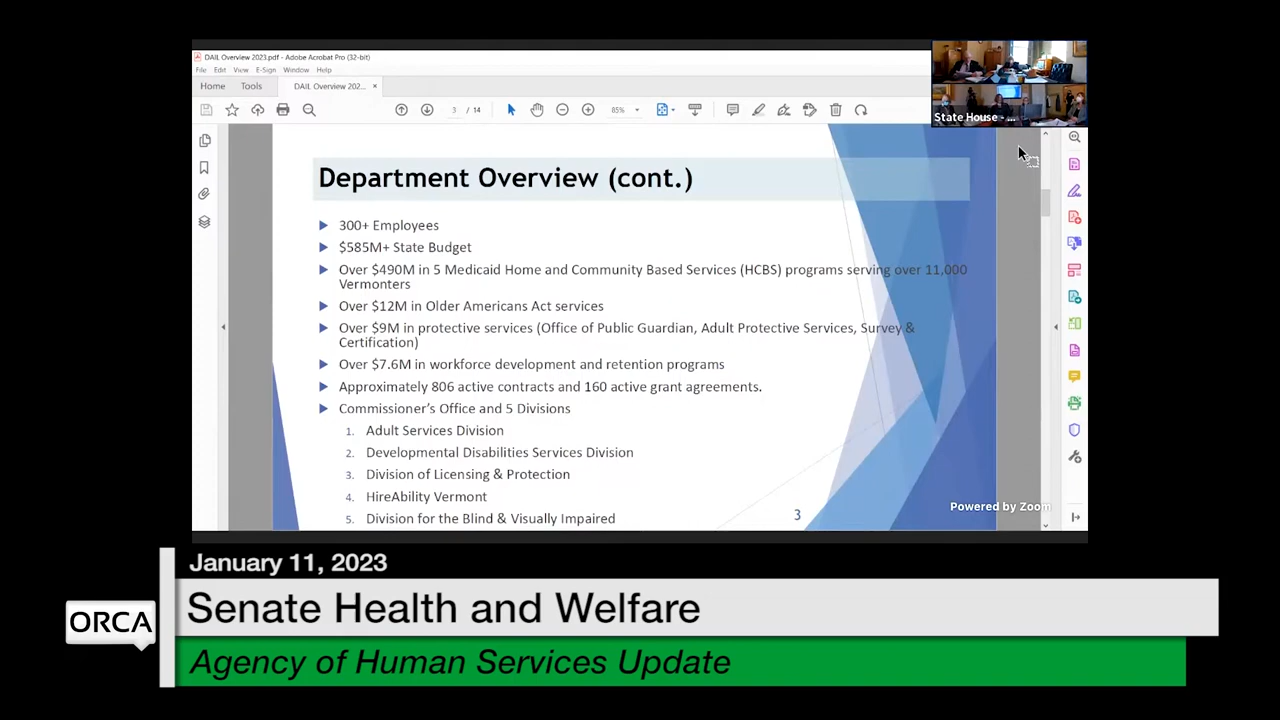 DAIL Overview 2023.pdf - Adobe Acrobat Pro (32-bit)
File Edit View E-Sign Window Help
Home Tools DAIL Overview 202... ×
3 / 14 85%
State House - ...
Department Overview (cont.)
300+ Employees
$585M+ State Budget
Over $490M in 5 Medicaid Home and Community Based Services (HCBS) programs serving over 11,000
Vermonters
Over $12M in Older Americans Act services
Over $9M in protective services (Office of Public Guardian, Adult Protective Services, Survey &
Certification)
Over $7.6M in workforce development and retention programs
Approximately 806 active contracts and 160 active grant agreements.
Commissioner's Office and 5 Divisions
1. Adult Services Division
2. Developmental Disabilities Services Division
3. Division of Licensing & Protection
4. HireAbility Vermont
5. Division for the Blind & Visually Impaired
3
Powered by Zoom
January 11, 2023
ORCA
Senate Health and Welfare
Agency of Human Services Update